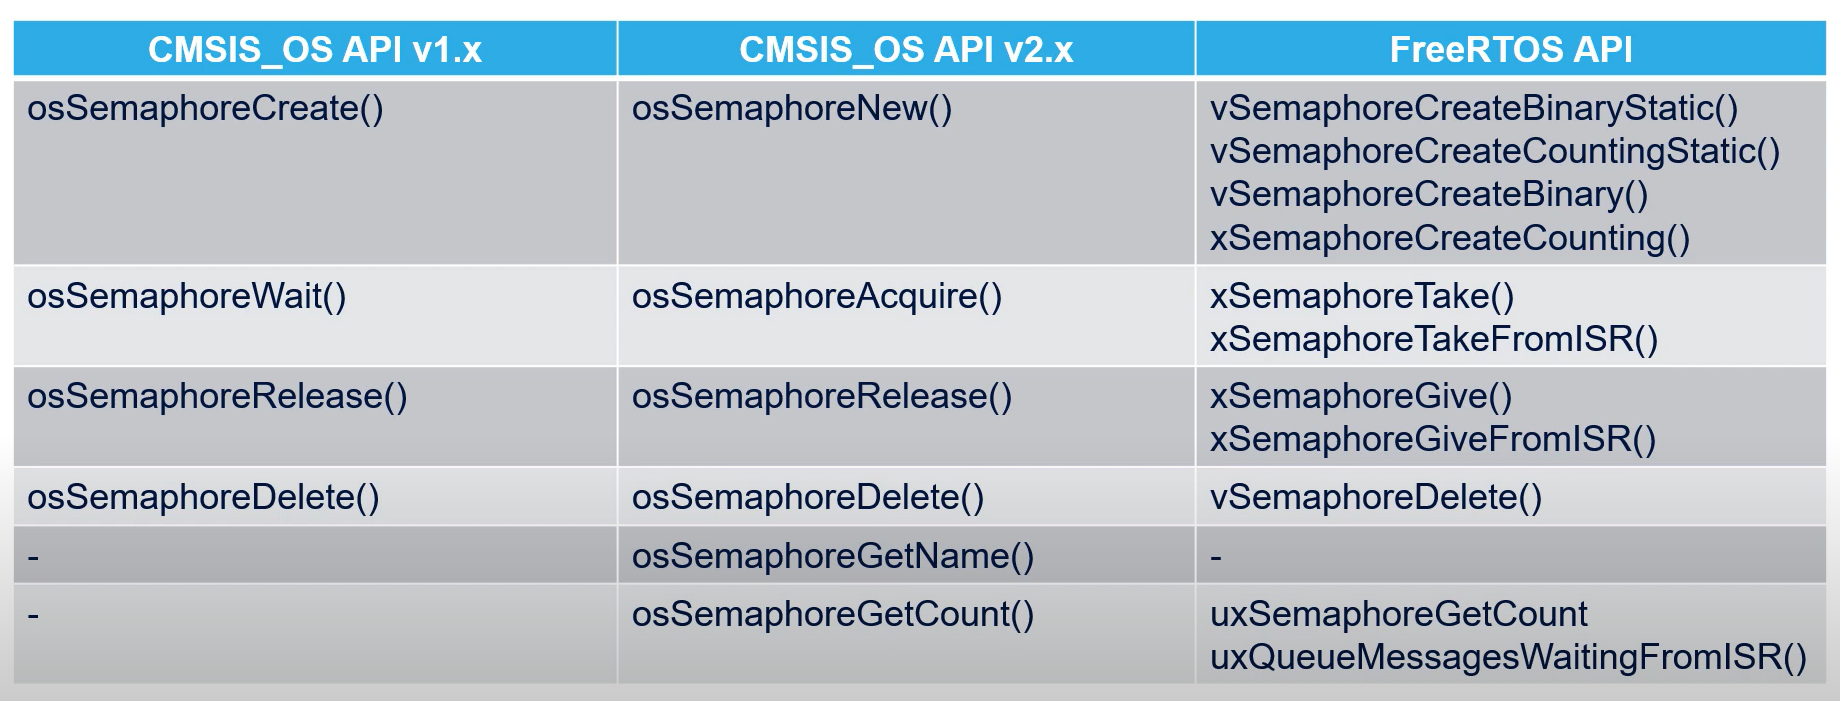 CMSIS_OS API v1.x
CMSIS_OS API v2.x
FreeRTOS API
osSemaphoreCreate()
osSemaphoreNew()
vSemaphoreCreateBinaryStatic()
vSemaphoreCreateCountingStatic()
vSemaphoreCreateBinary()
xSemaphoreCreateCounting()
osSemaphoreWait()
osSemaphoreAcquire()
xSemaphoreTake()
xSemaphoreTakeFromISR()
osSemaphoreRelease()
osSemaphoreRelease()
xSemaphoreGive()
xSemaphoreGiveFromISR()
osSemaphoreDelete()
osSemaphoreDelete()
vSemaphoreDelete()
-
osSemaphoreGetName()
-
-
osSemaphoreGetCount()
uxSemaphoreGetCount
uxQueueMessagesWaitingFromISR()